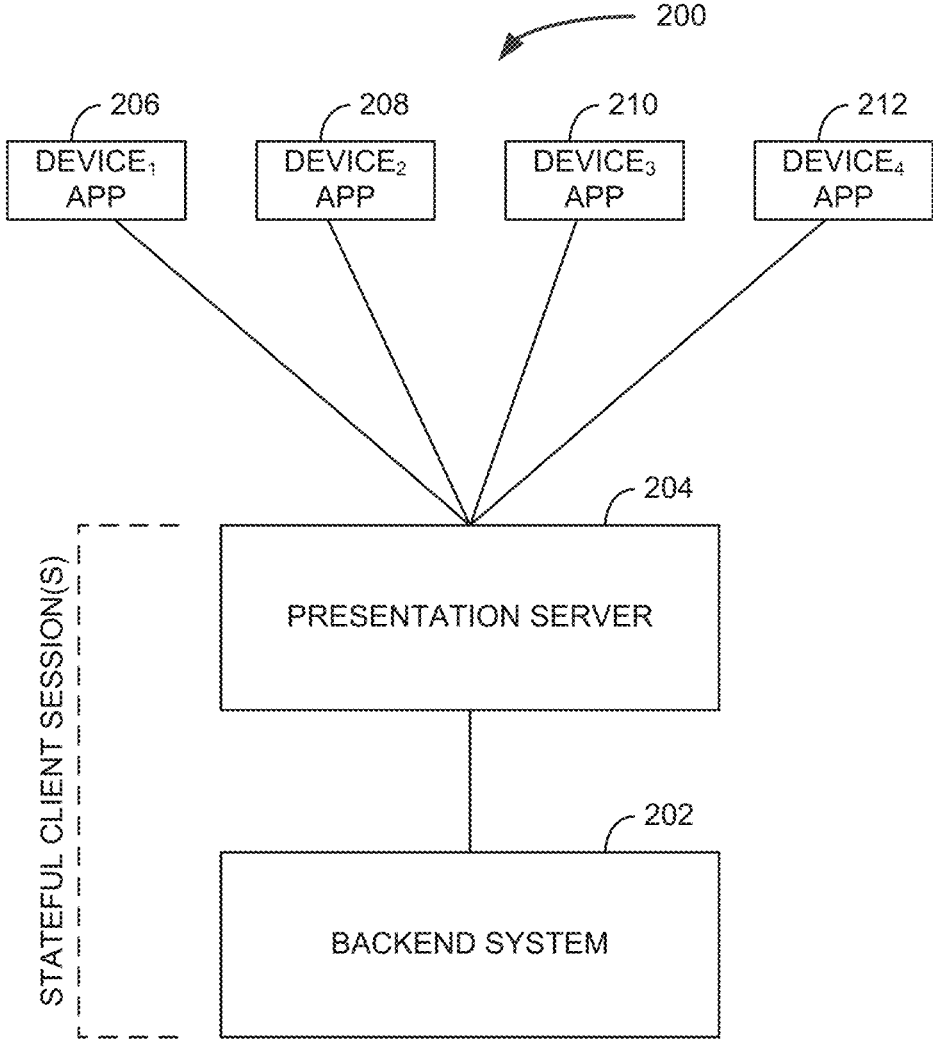 200
206
208
210
212
DEVICE₁
APP
DEVICE₂
APP
DEVICE₃
APP
DEVICE₄
APP
204
PRESENTATION SERVER
STATEFUL CLIENT SESSION(S)
202
BACKEND SYSTEM